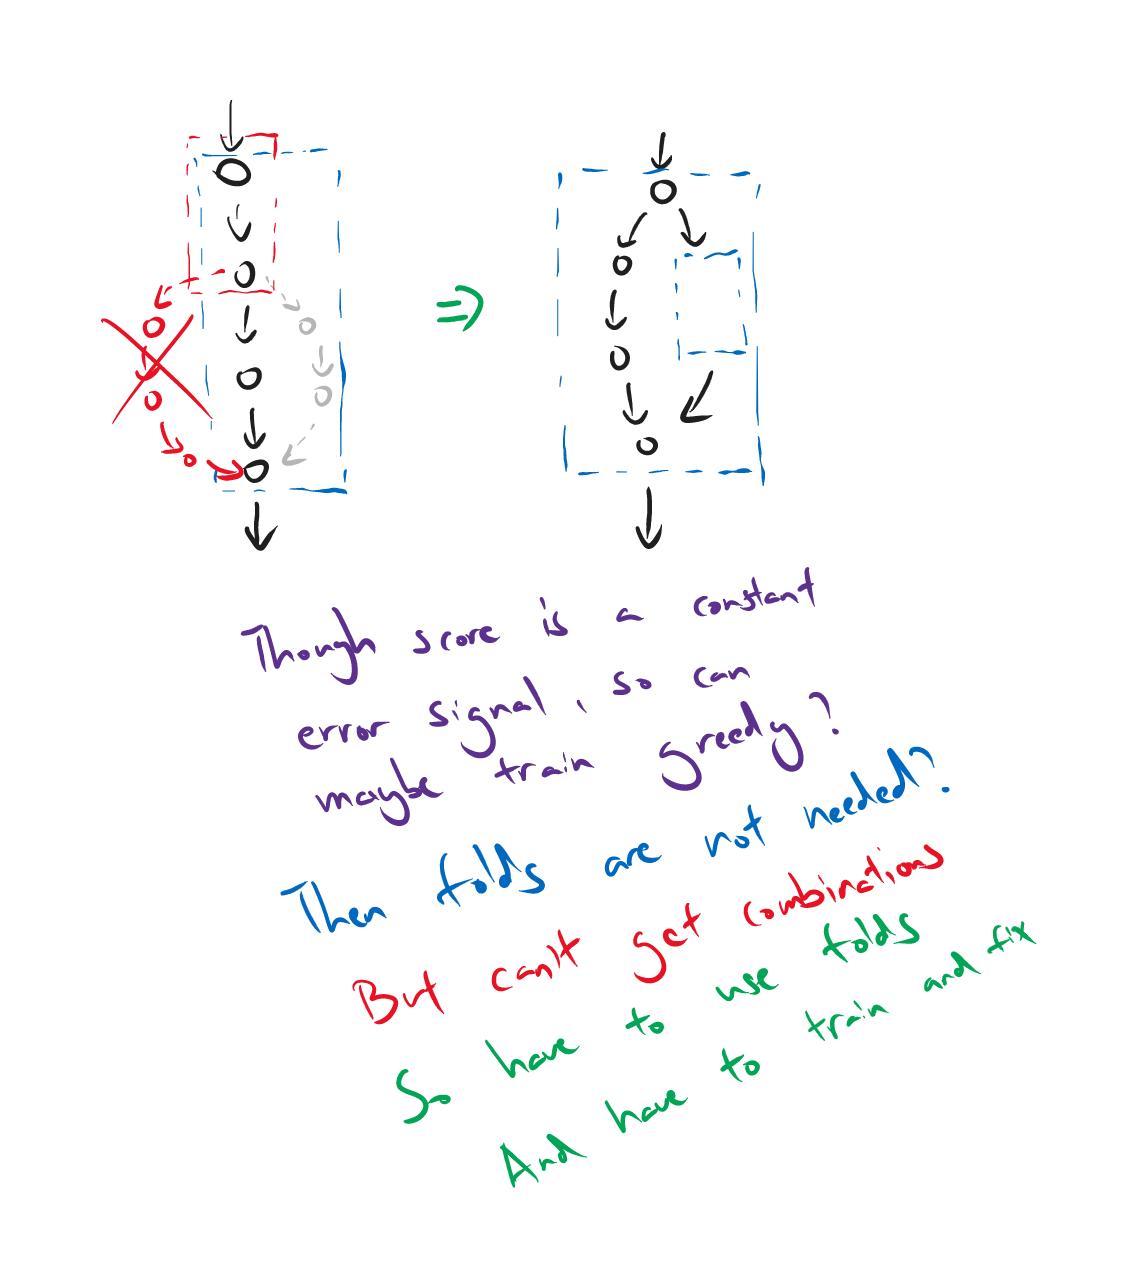 Though score is a constant
error signal, so can
maybe train greedy?
Then folds are not needed?
But can't get combinations
So have to use folds
And have to train and fix